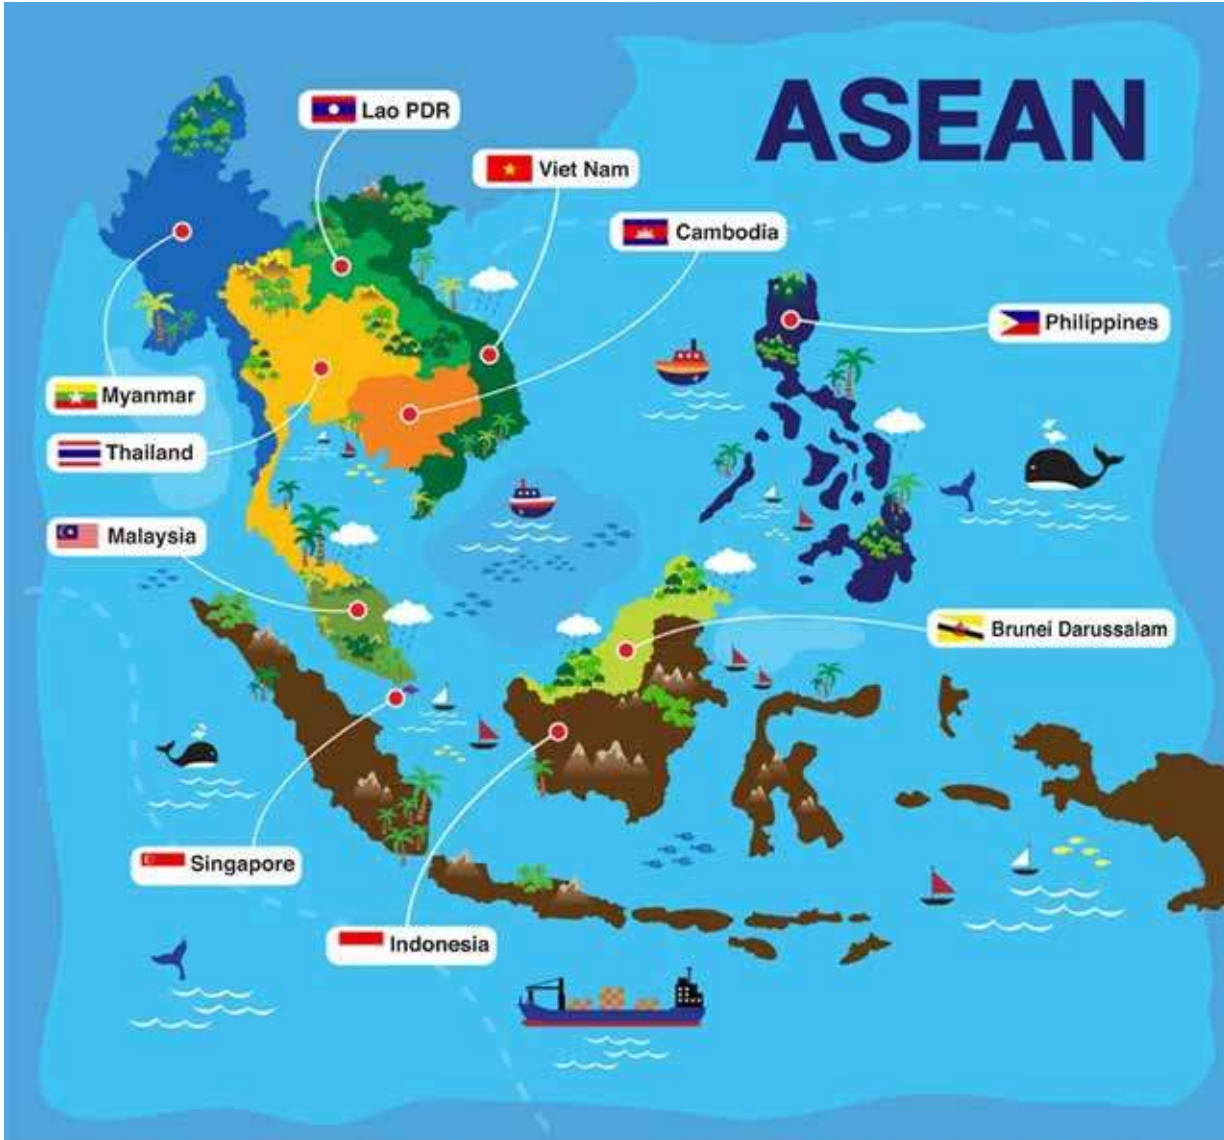 ASEAN
Lao PDR
Viet Nam
Cambodia
Philippines
Myanmar
Thailand
Malaysia
Brunei Darussalam
Singapore
Indonesia